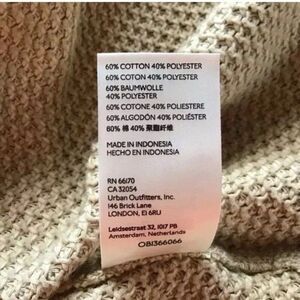 60% COTTON 40% POLYESTER
60% COTON 40% POLYESTER
60% BAUMWOLLE
40% POLYESTER
60% COTONE 40% POLIESTERE
60% ALGODÓN 40% POLIÉSTER
60% 棉 40% 聚酯纤维
MADE IN INDONESIA
HECHO EN INDONESIA
RN 66170
CA 32054
Urban Outfitters, Inc.
146 Brick Lane
LONDON, E1 6RU
Leidsestraat 32, 1017 PB
Amsterdam, Netherlands
OB1366066